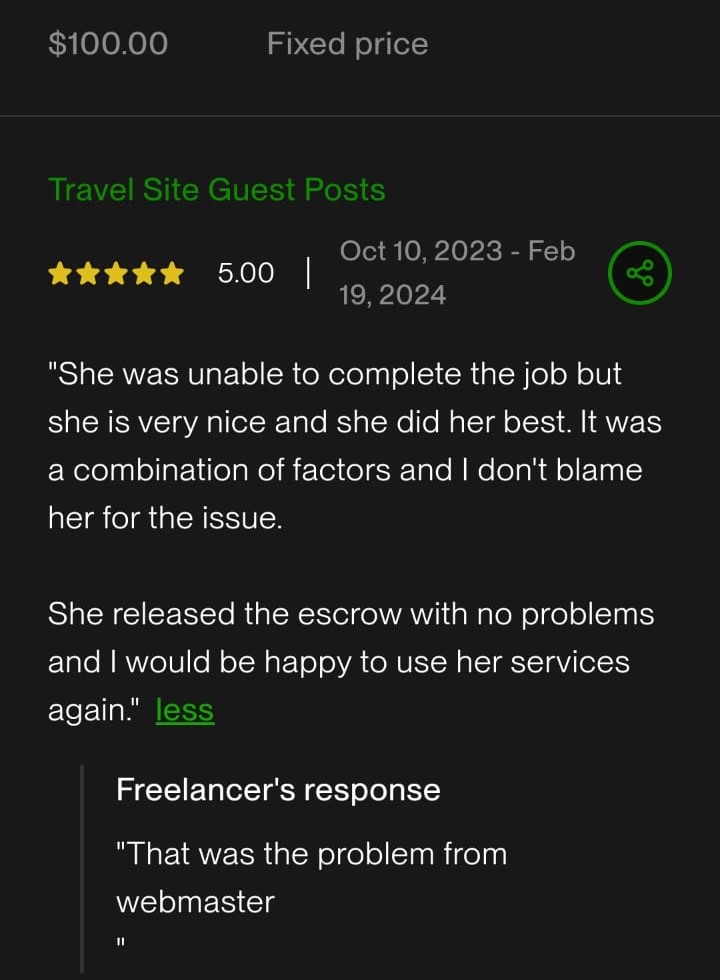 $100.00 Fixed price
Travel Site Guest Posts
5.00 | Oct 10, 2023 - Feb
19, 2024
"She was unable to complete the job but
she is very nice and she did her best. It was
a combination of factors and I don't blame
her for the issue.
She released the escrow with no problems
and I would be happy to use her services
again." less
Freelancer's response
"That was the problem from
webmaster
"